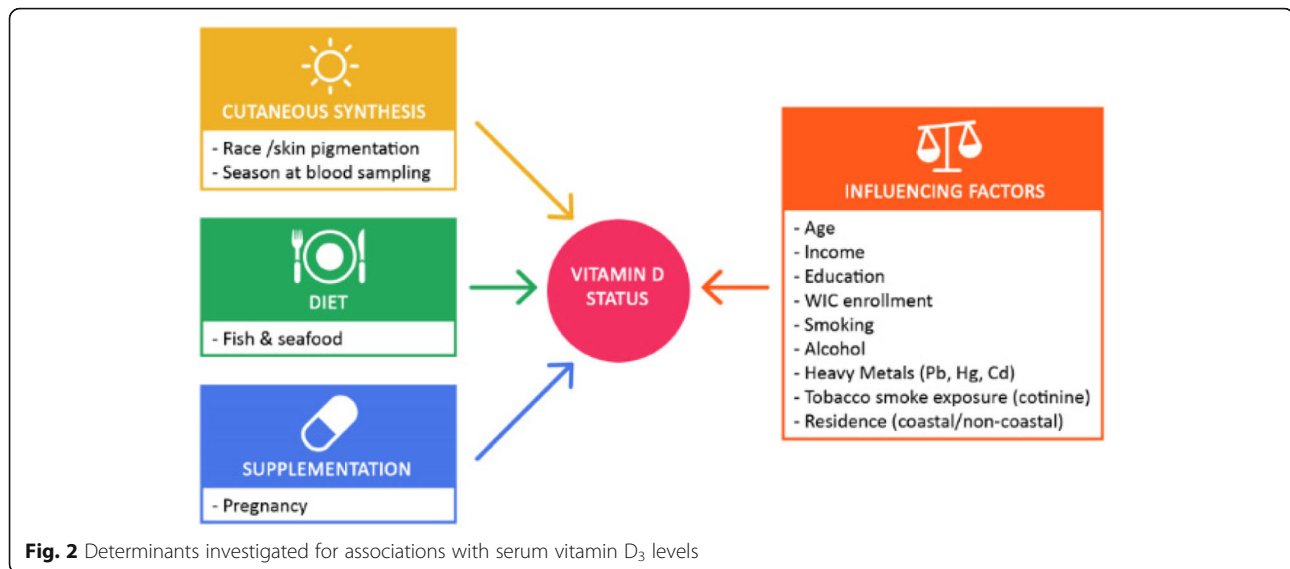 CUTANEOUS SYNTHESIS
- Race /skin pigmentation
- Season at blood sampling
DIET
- Fish & seafood
SUPPLEMENTATION
- Pregnancy
VITAMIN D
STATUS
INFLUENCING FACTORS
- Age
- Income
- Education
- WIC enrollment
- Smoking
- Alcohol
- Heavy Metals (Pb, Hg, Cd)
- Tobacco smoke exposure (cotinine)
- Residence (coastal/non-coastal)
Fig. 2 Determinants investigated for associations with serum vitamin D₃ levels